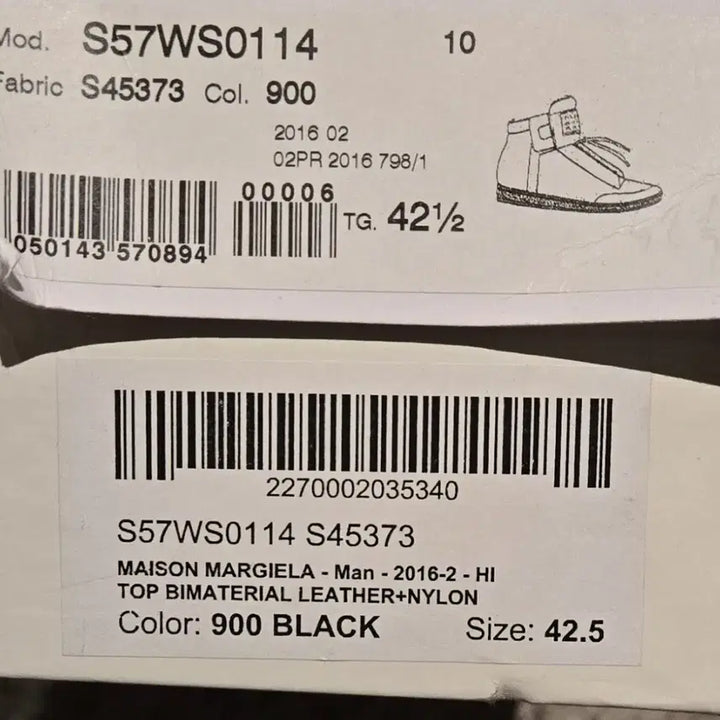 Mod. S57WS0114 10
Fabric S45373 Col. 900
2016 02
02PR 2016 798/1
00006
TG. 42½
050143 570894
2270002035340
S57WS0114 S45373
MAISON MARGIELA - Man - 2016-2 - HI
TOP BIMATERIAL LEATHER+NYLON
Color: 900 BLACK Size: 42.5